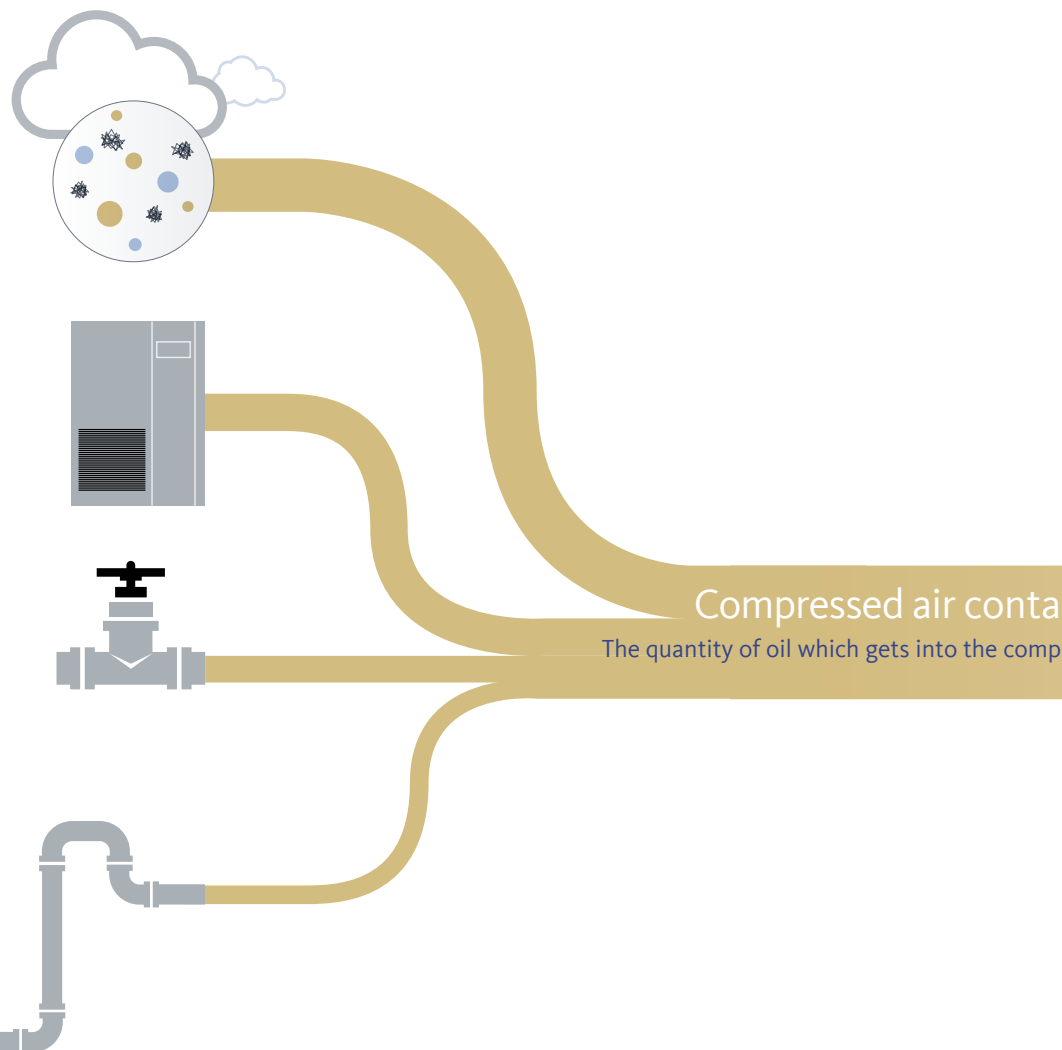 Compressed air conta
The quantity of oil which gets into the comp